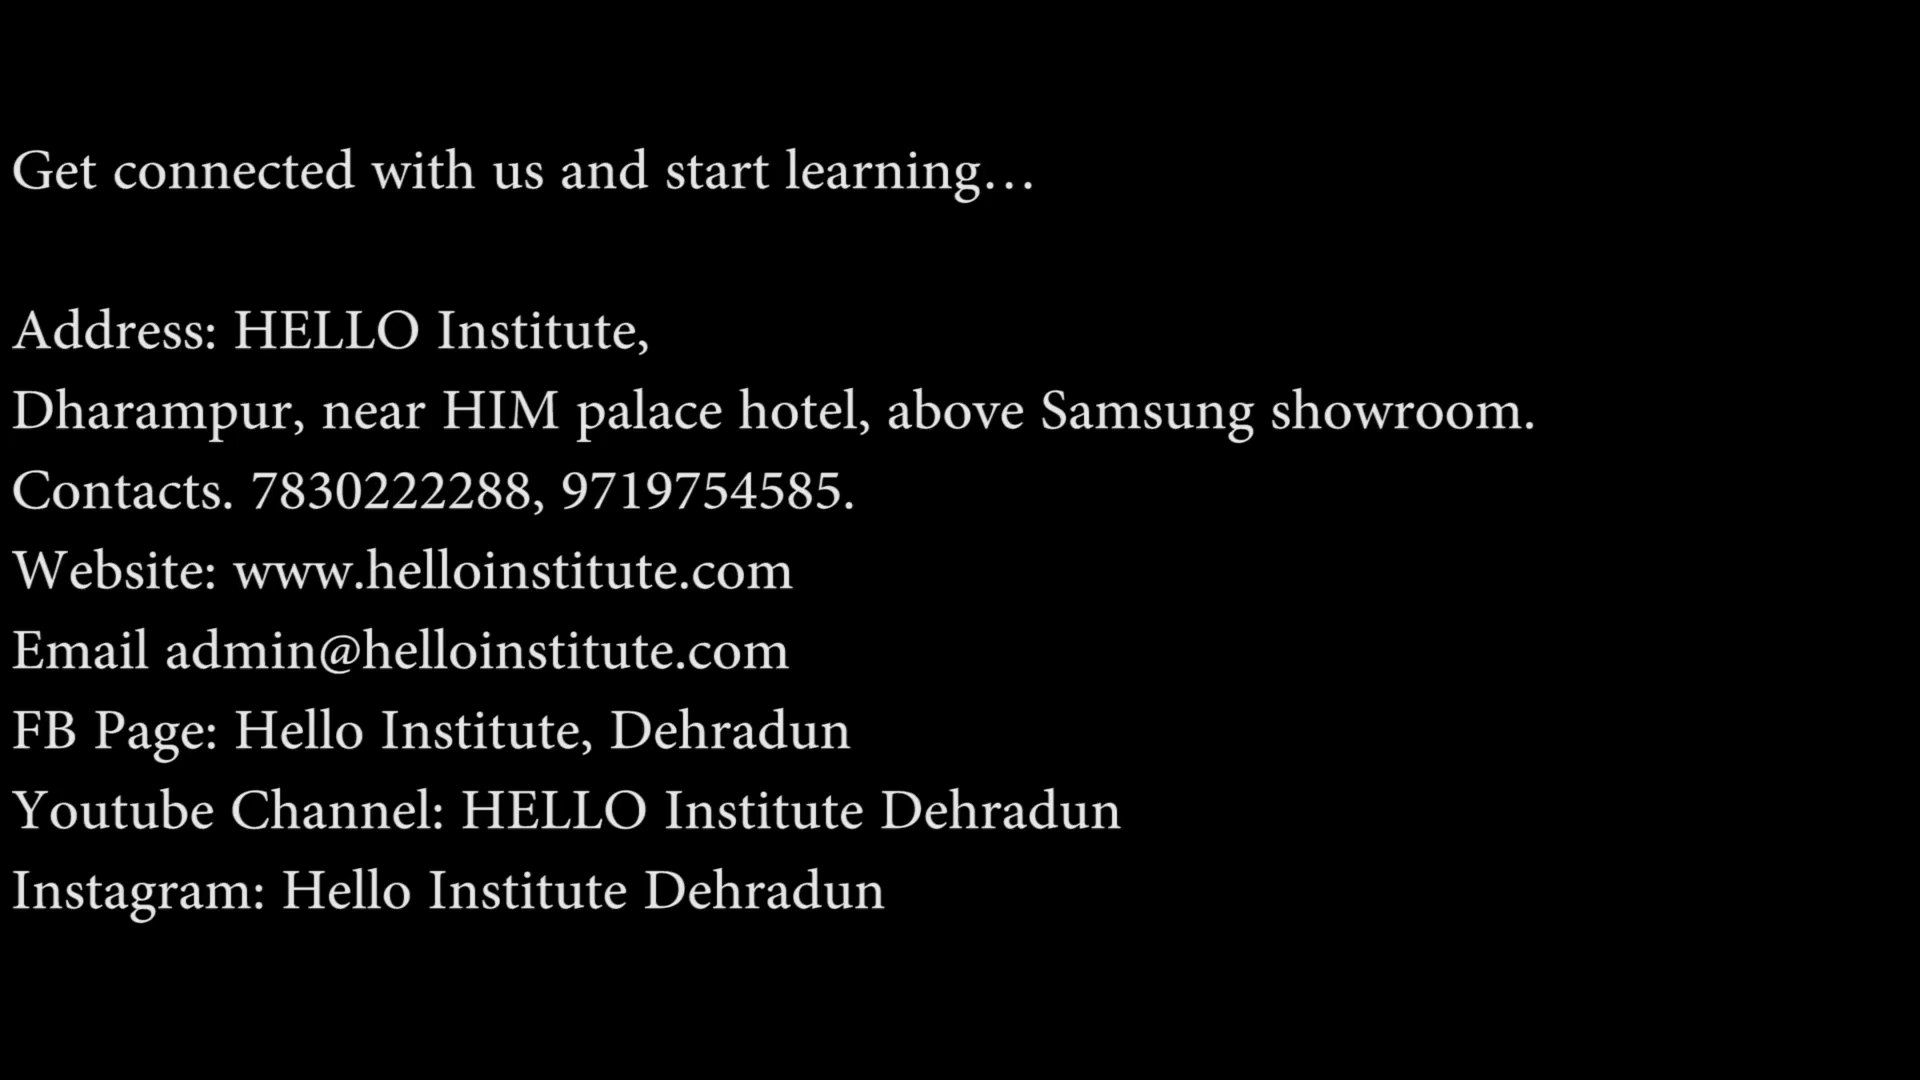 Get connected with us and start learning…
Address: HELLO Institute,
Dharampur, near HIM palace hotel, above Samsung showroom.
Contacts. 7830222288, 9719754585.
Website: www.helloinstitute.com
Email admin@helloinstitute.com
FB Page: Hello Institute, Dehradun
Youtube Channel: HELLO Institute Dehradun
Instagram: Hello Institute Dehradun